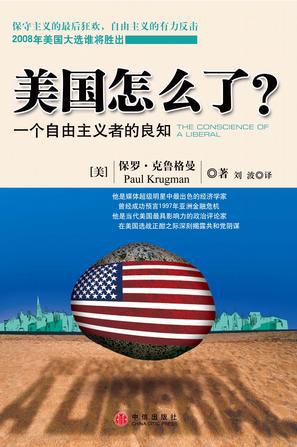 保守主义的最后狂欢，自由主义的有力反击
2008年美国大选谁将胜出
美国怎么了？
一个自由主义者的良知
THE CONSCIENCE OF
A LIBERAL
[美] 保罗·克鲁格曼 ◎著 刘波◎译
Paul Krugman
他是媒体超级明星中最出色的经济学家
曾经成功预言1997年亚洲金融危机
他是当代美国最具影响力的政治评论家
在美国选战正酣之际深刻揭露共和党阴谋
中信出版社
CHINA CITIC PRESS